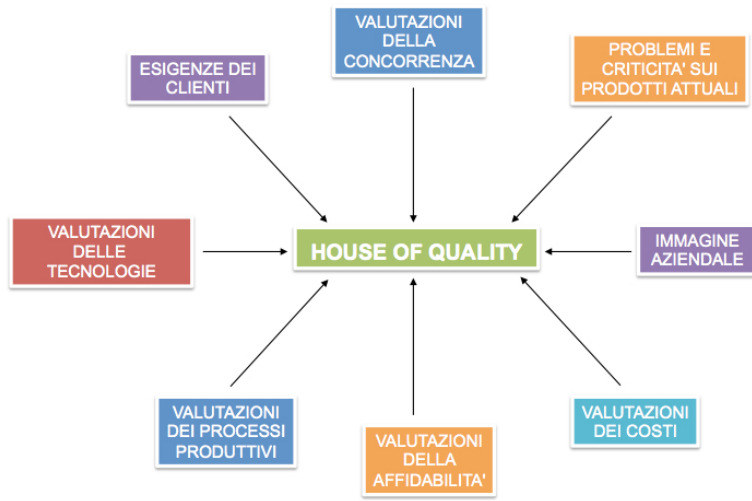 VALUTAZIONI
DELLA
CONCORRENZA
PROBLEMI E
CRITICITA' SUI
PRODOTTI ATTUALI
ESIGENZE DEI
CLIENTI
VALUTAZIONI
DELLE
TECNOLOGIE
HOUSE OF QUALITY
IMMAGINE
AZIENDALE
VALUTAZIONI
DEI PROCESSI
PRODUTTIVI
VALUTAZIONI
DELLA
AFFIDABILITA'
VALUTAZIONI
DEI COSTI